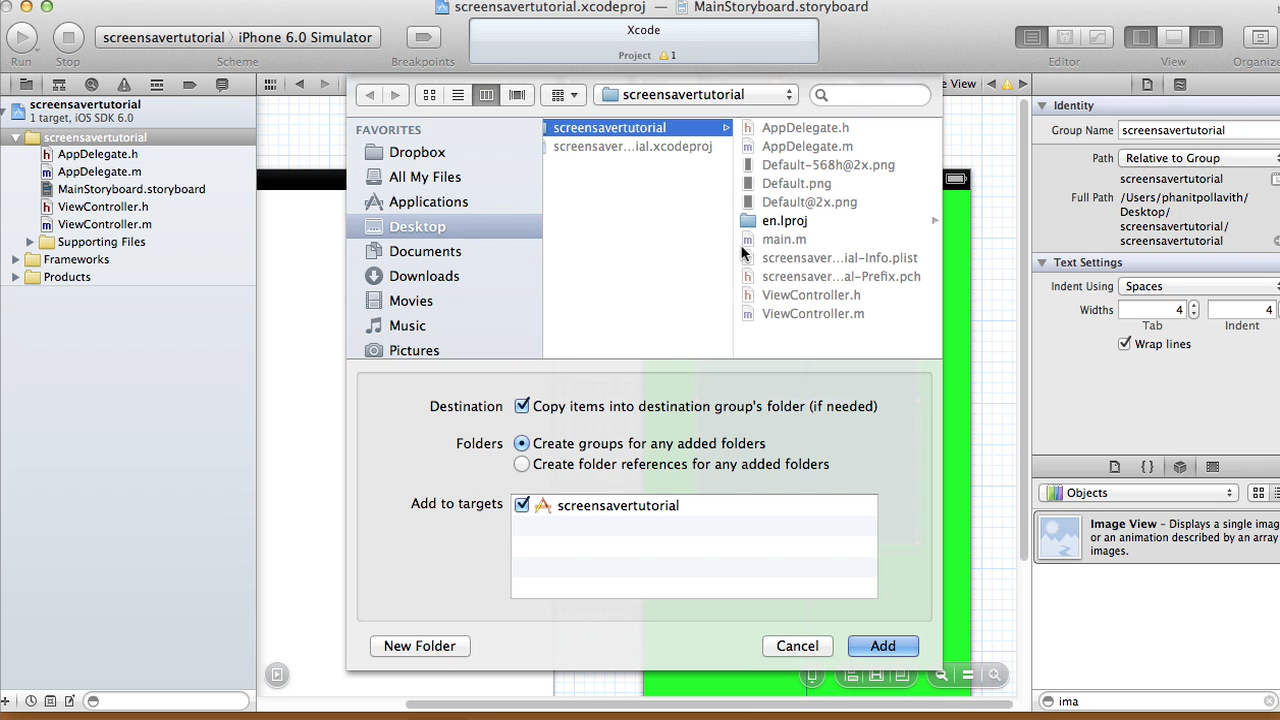 screensavertutorial.xcodeproj — MainStoryboard.storyboard
Run
Stop
screensavertutorial 〉 iPhone 6.0 Simulator
Scheme
Breakpoints
Xcode
Project 1
Editor
View
Organize
screensavertutorial
1 target, iOS SDK 6.0
screensavertutorial
AppDelegate.h
AppDelegate.m
MainStoryboard.storyboard
ViewController.h
ViewController.m
Supporting Files
Frameworks
Products
screensavertutorial
FAVORITES
Dropbox
All My Files
Applications
Desktop
Documents
Downloads
Movies
Music
Pictures
screensavertutorial
screensaver...ial.xcodeproj
AppDelegate.h
AppDelegate.m
Default-568h@2x.png
Default.png
Default@2x.png
en.lproj
main.m
screensaver...ial-Info.plist
screensaver...al-Prefix.pch
ViewController.h
ViewController.m
Destination Copy items into destination group's folder (if needed)
Folders Create groups for any added folders
Create folder references for any added folders
Add to targets screensavertutorial
New Folder
Cancel
Add
e View
Identity
Group Name screensavertutorial
Path Relative to Group
screensavertutorial
Full Path /Users/phanitpollavith/
Desktop/
screensavertutorial/
screensavertutorial
Text Settings
Indent Using Spaces
Widths 4 4
Tab Indent
Wrap lines
Objects
Image View – Displays a single imag
or an animation described by an array
images.
ima